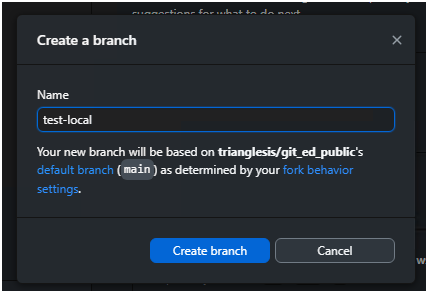 suggestions for what to do next
Create a branch
Name
test-local
Your new branch will be based on trianglesis/git_ed_public's
default branch (main) as determined by your fork behavior
settings.
Create branch
Cancel
w